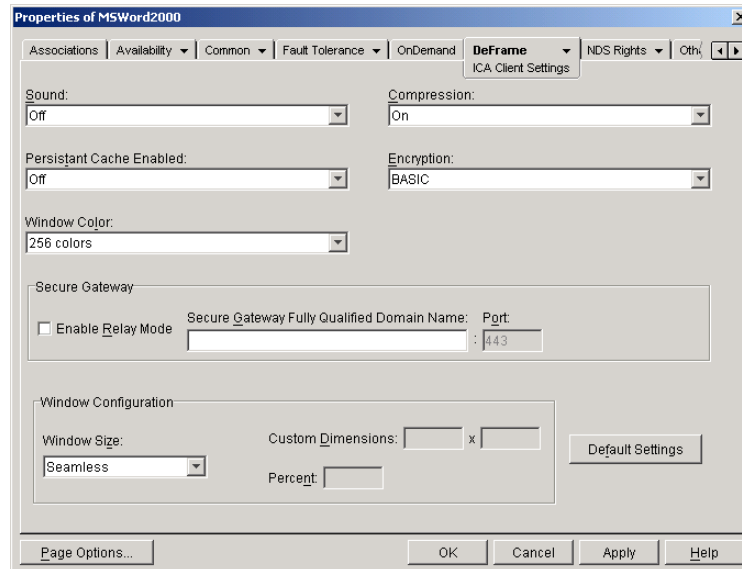 Properties of MSWord2000
Associations Availability Common Fault Tolerance OnDemand DeFrame NDS Rights
ICA Client Settings
Sound: Compression:
Off On
Persistant Cache Enabled: Encryption:
Off BASIC
Window Color:
256 colors
Secure Gateway
Enable Relay Mode Secure Gateway Fully Qualified Domain Name: Port:
: 443
Window Configuration
Window Size: Custom Dimensions: x
Seamless Percent: Default Settings
Page Options... OK Cancel Apply Help